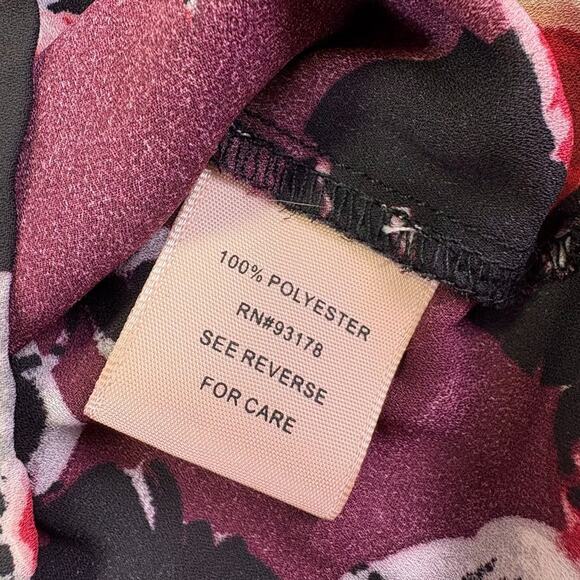 100% POLYESTER
RN#93178
SEE REVERSE
FOR CARE